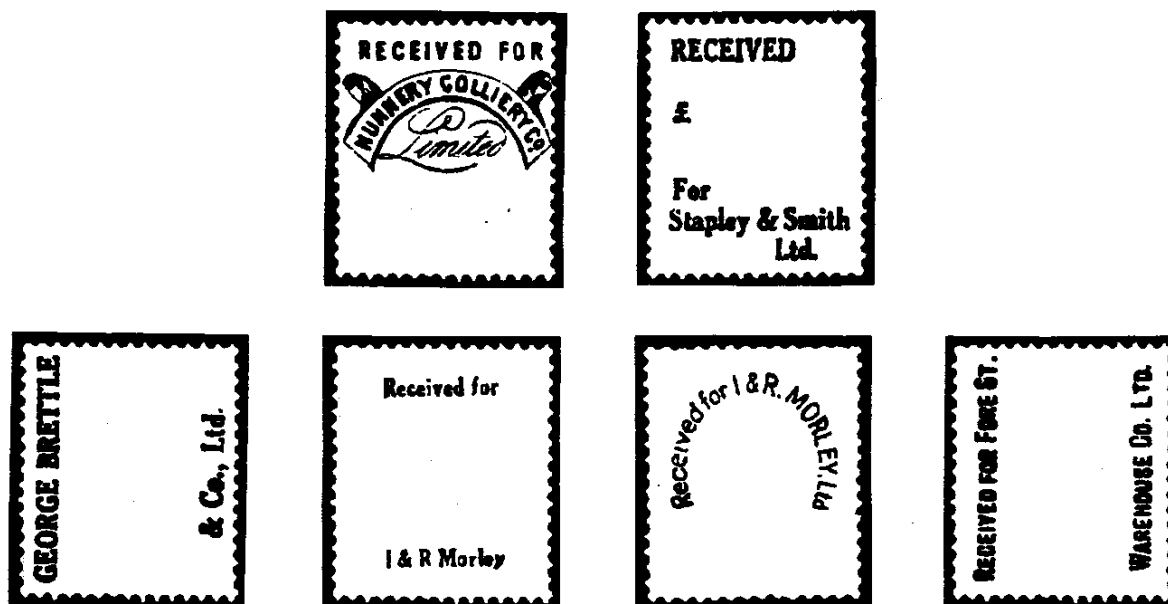 RECEIVED FOR
NUNNERY COLLIERY CO.
Limited
RECEIVED
For
Stapley & Smith
Ltd.
GEORGE BRETTLE
& Co., Ltd.
Received for
I & R Morley
Received for I & R. MORLEY, LTD
RECEIVED FOR FORE ST.
WAREHOUSE CO. LTD.